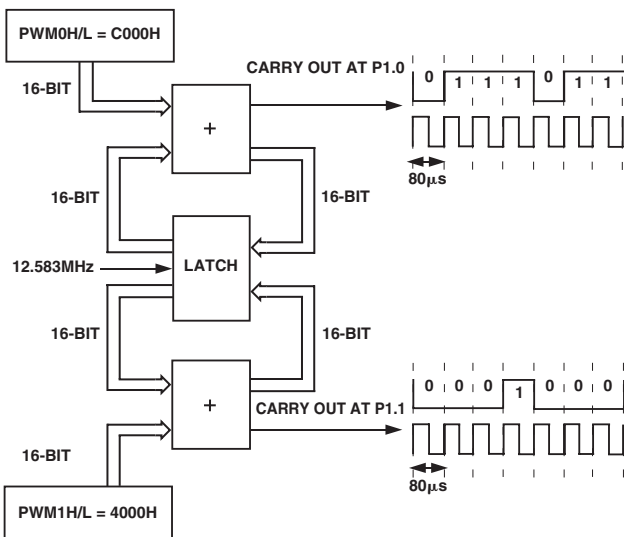 PWM0H/L = C000H
16-BIT
CARRY OUT AT P1.0
0 1 1 1 0 1 1
80µs
16-BIT
16-BIT
12.583MHz
LATCH
16-BIT
16-BIT
CARRY OUT AT P1.1
0 0 0 1 0 0 0
80µs
16-BIT
PWM1H/L = 4000H